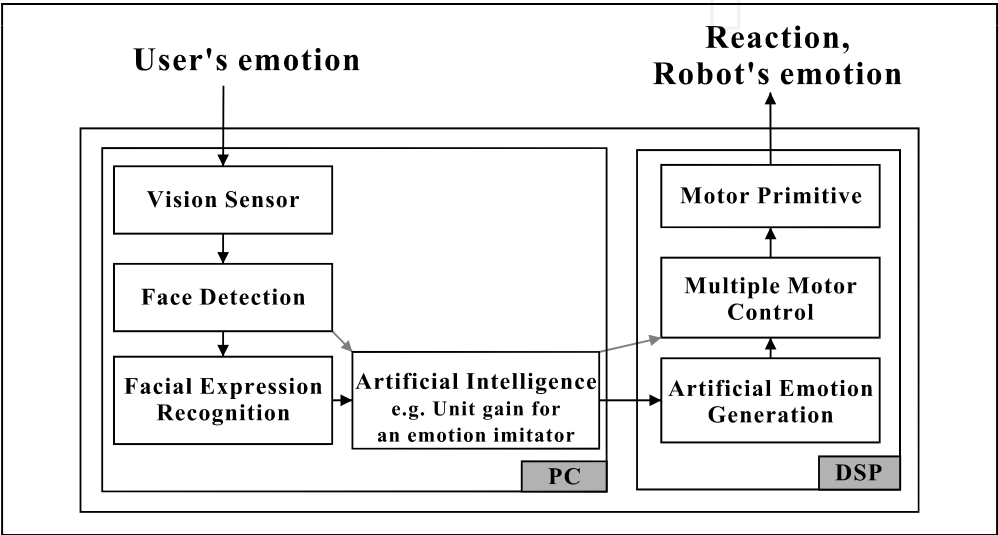 User's emotion
Reaction,
Robot's emotion
Vision Sensor
Face Detection
Facial Expression
Recognition
Artificial Intelligence
e.g. Unit gain for
an emotion imitator
PC
Motor Primitive
Multiple Motor
Control
Artificial Emotion
Generation
DSP